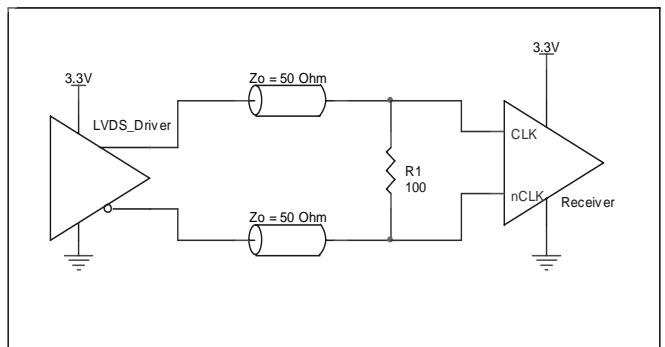 3.3V
LVDS_Driver
Zo = 50 Ohm
Zo = 50 Ohm
R1
100
3.3V
CLK
nCLK
Receiver